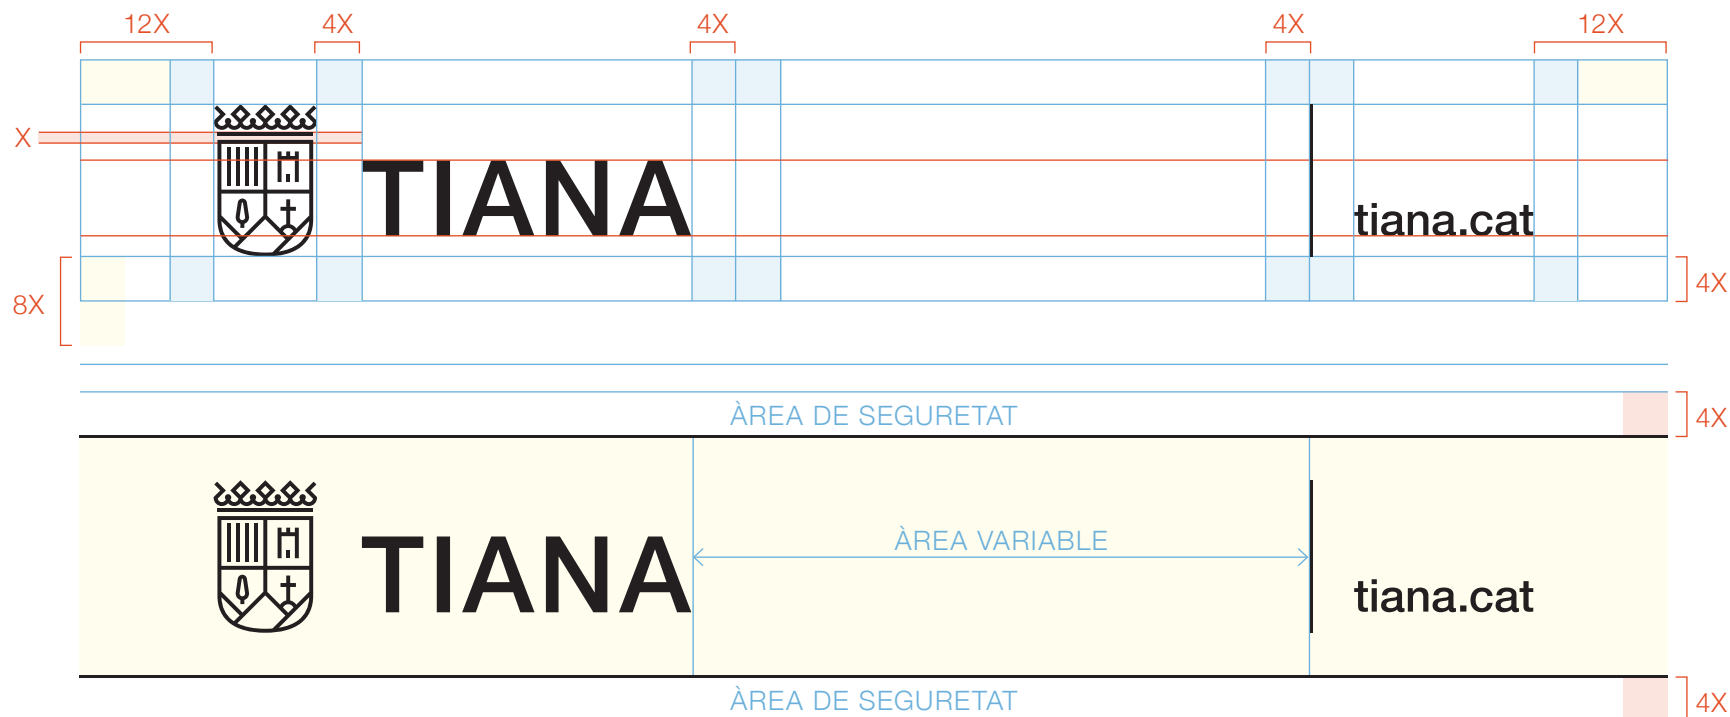 12X 4X 4X 4X 12X
X
TIANA
tiana.cat
8X
4X
ÀREA DE SEGURETAT
4X
TIANA
ÀREA VARIABLE
tiana.cat
ÀREA DE SEGURETAT
4X